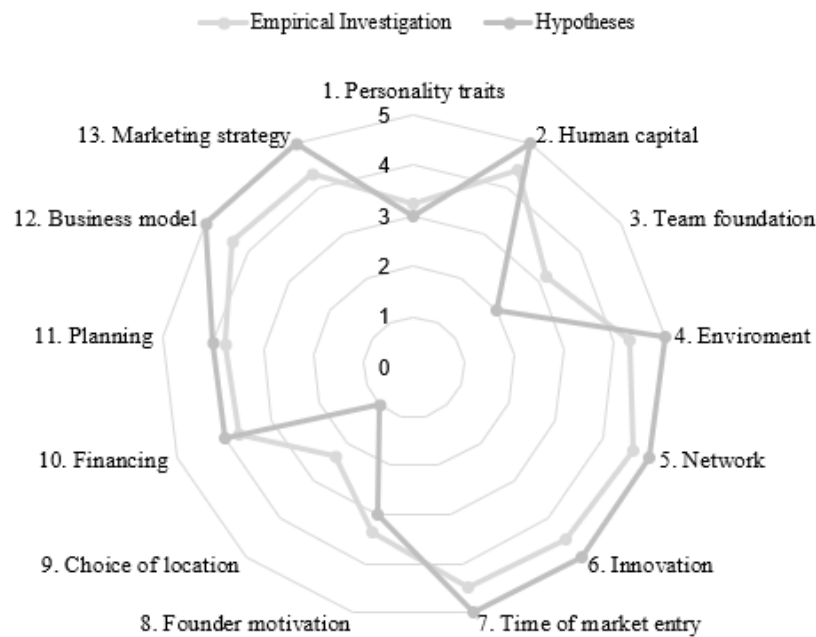 Empirical Investigation Hypotheses
1. Personality traits
5
13. Marketing strategy 2. Human capital
4
12. Business model 3 3. Team foundation
2
11. Planning 1 4. Enviroment
0
10. Financing 5. Network
9. Choice of location 6. Innovation
8. Founder motivation 7. Time of market entry